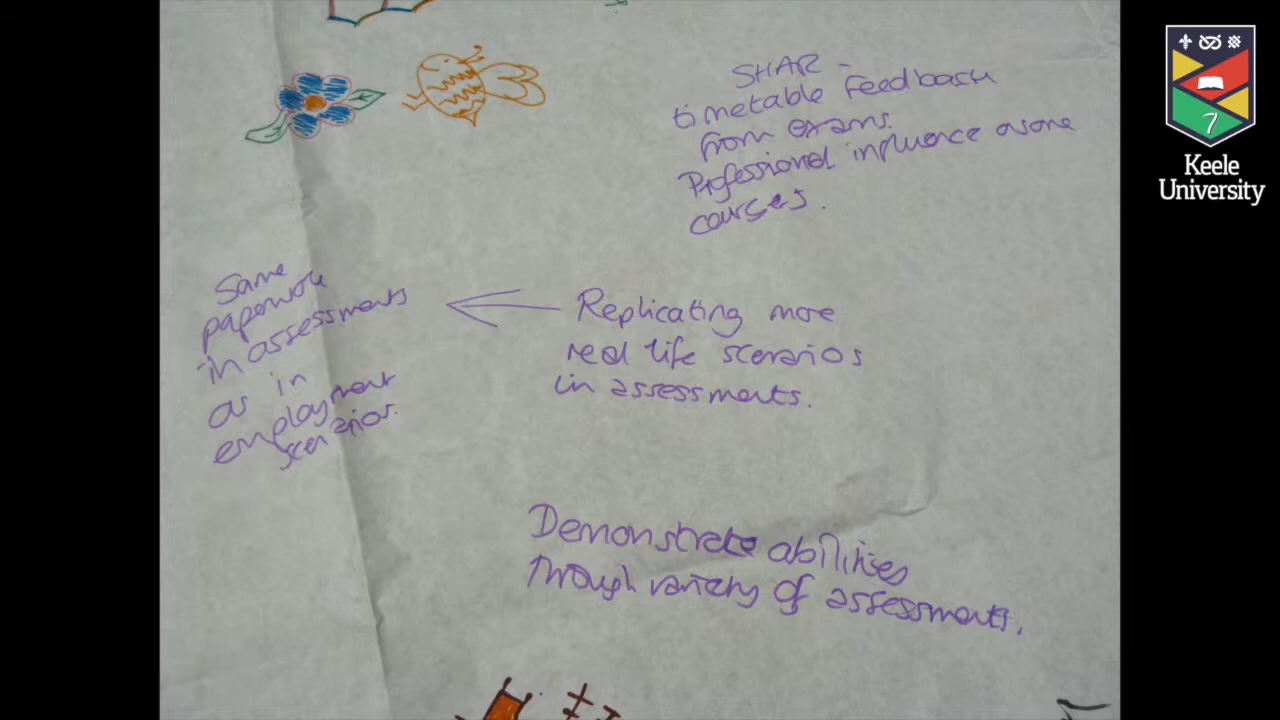 SHAR -
timetable feedback
from exams.
Professional influence on some
courses.
Same
paperwork
in assessments
as in
employment
scenarios.
Replicating more
real life scenarios
in assessments.
Demonstrate abilities
through variety of assessments.
Keele
University